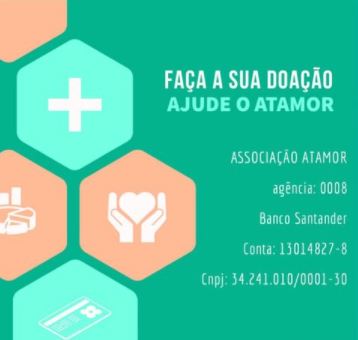 FAÇA A SUA DOAÇÃO
AJUDE O ATAMOR
ASSOCIAÇÃO ATAMOR
agência: 0008
Banco Santander
Conta: 13014827-8
Cnpj: 34.241.010/0001-30